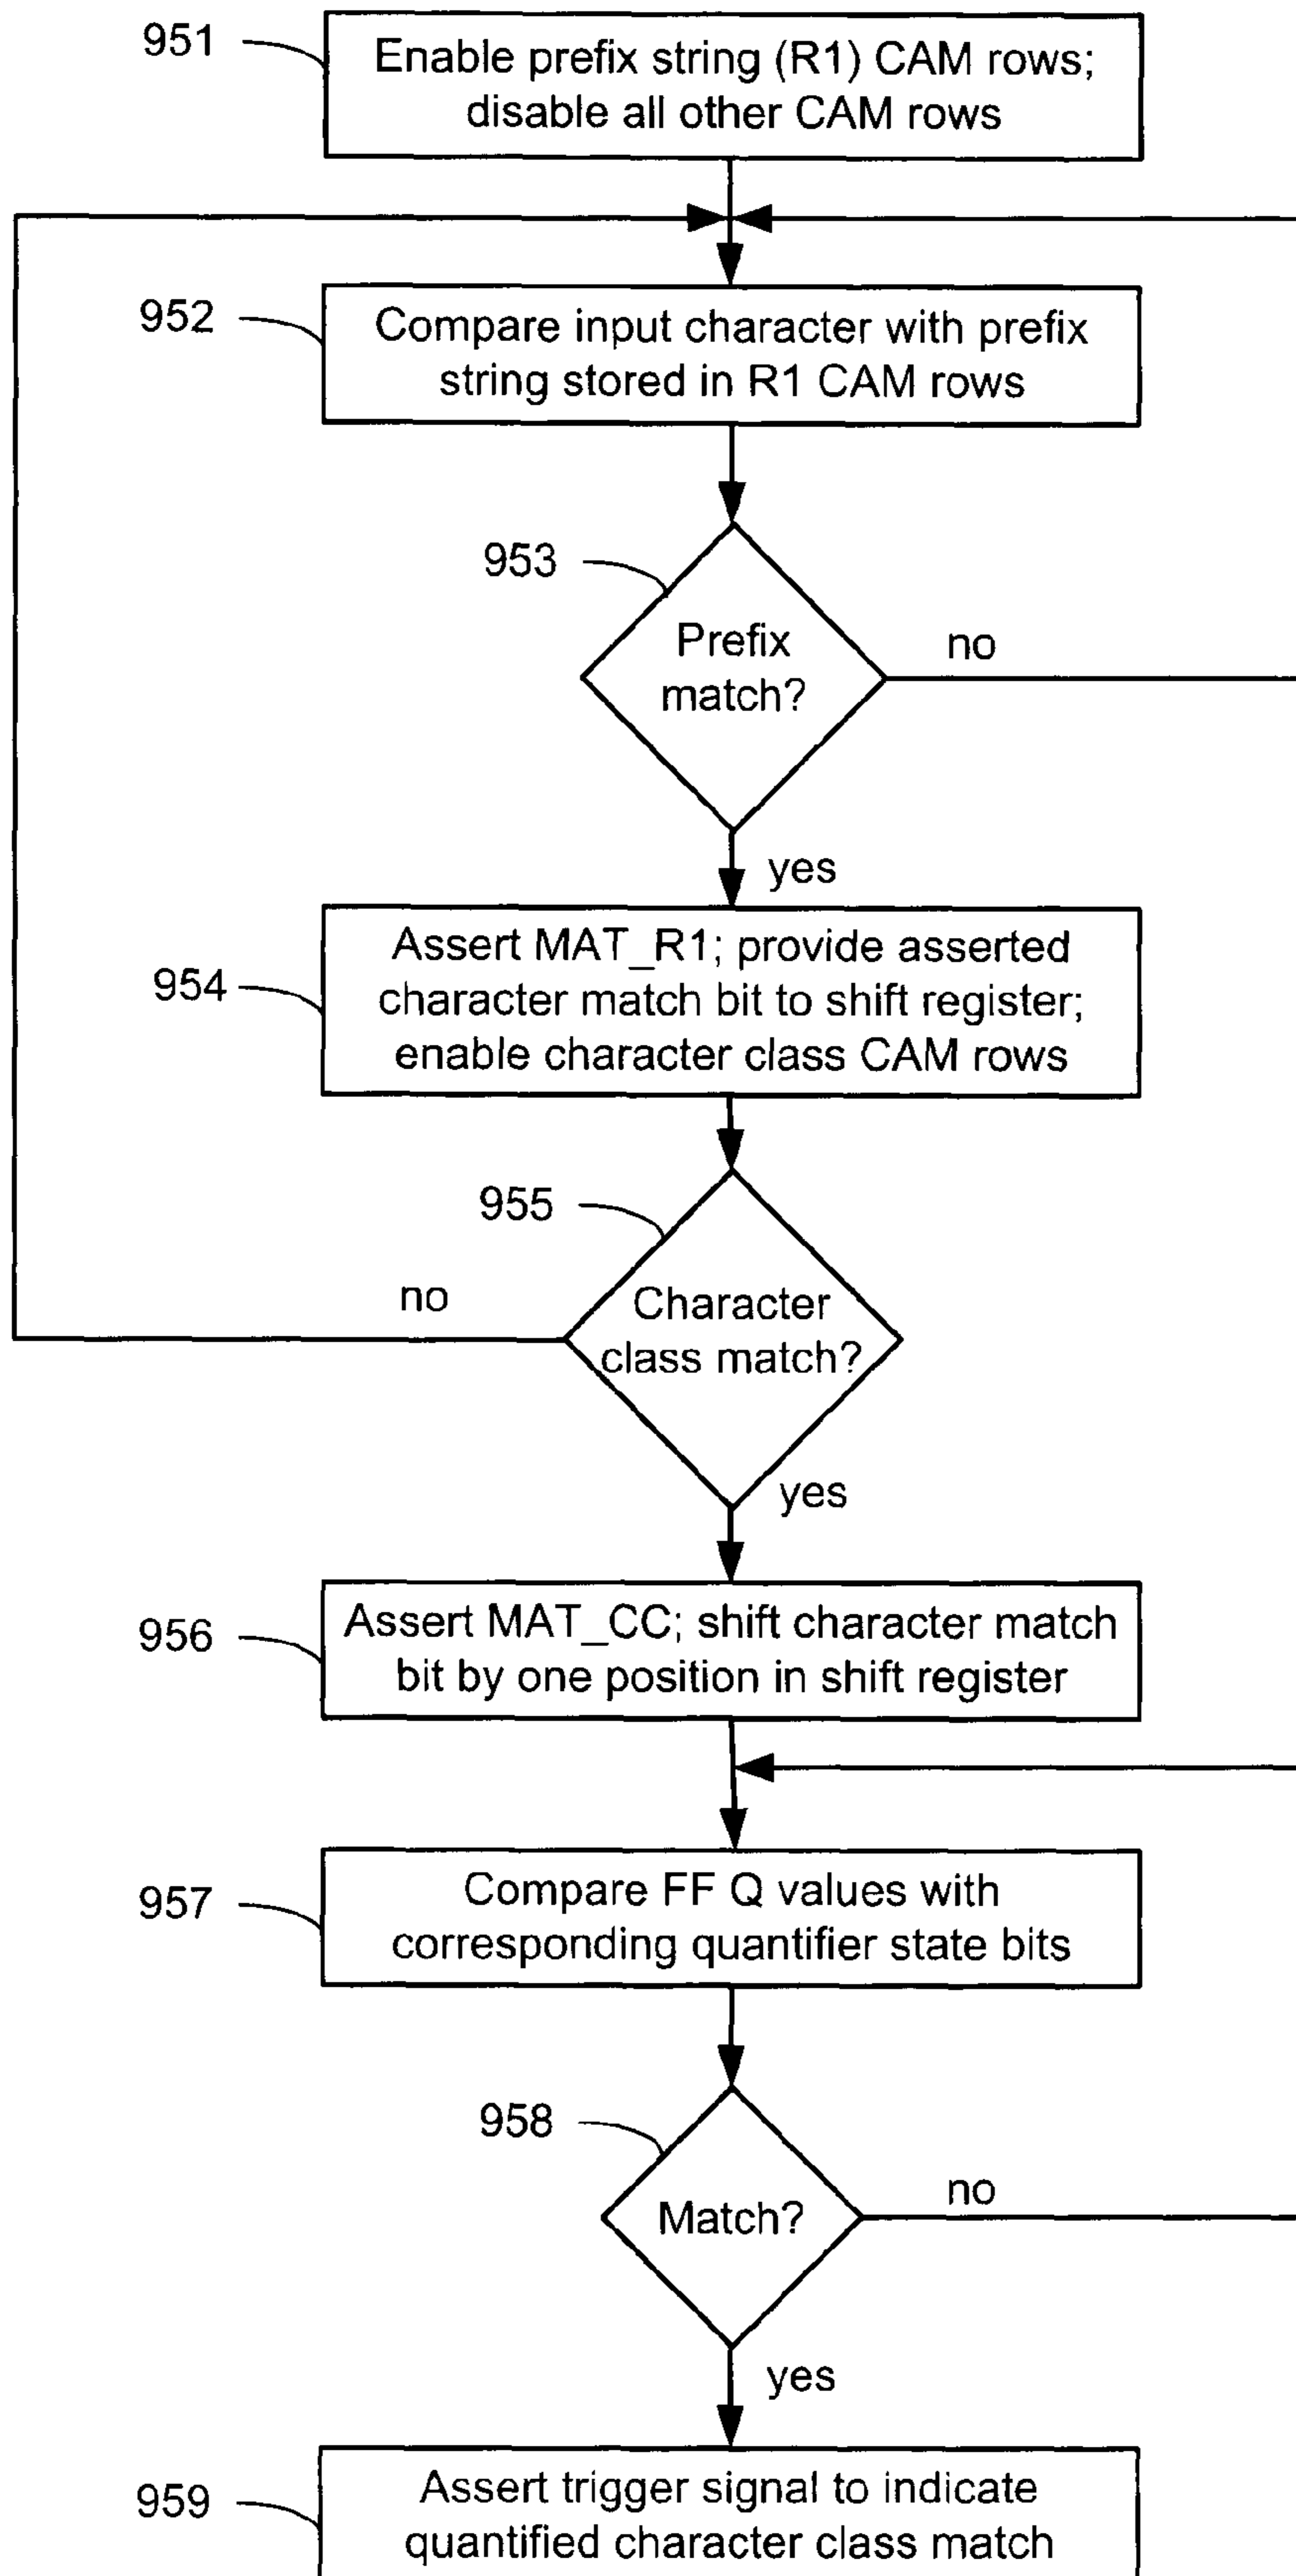 951
Enable prefix string (R1) CAM rows;
disable all other CAM rows
952
Compare input character with prefix
string stored in R1 CAM rows
953
Prefix
match?
no
yes
954
Assert MAT_R1; provide asserted
character match bit to shift register;
enable character class CAM rows
955
no
Character
class match?
yes
956
Assert MAT_CC; shift character match
bit by one position in shift register
957
Compare FF Q values with
corresponding quantifier state bits
958
Match?
no
yes
959
Assert trigger signal to indicate
quantified character class match